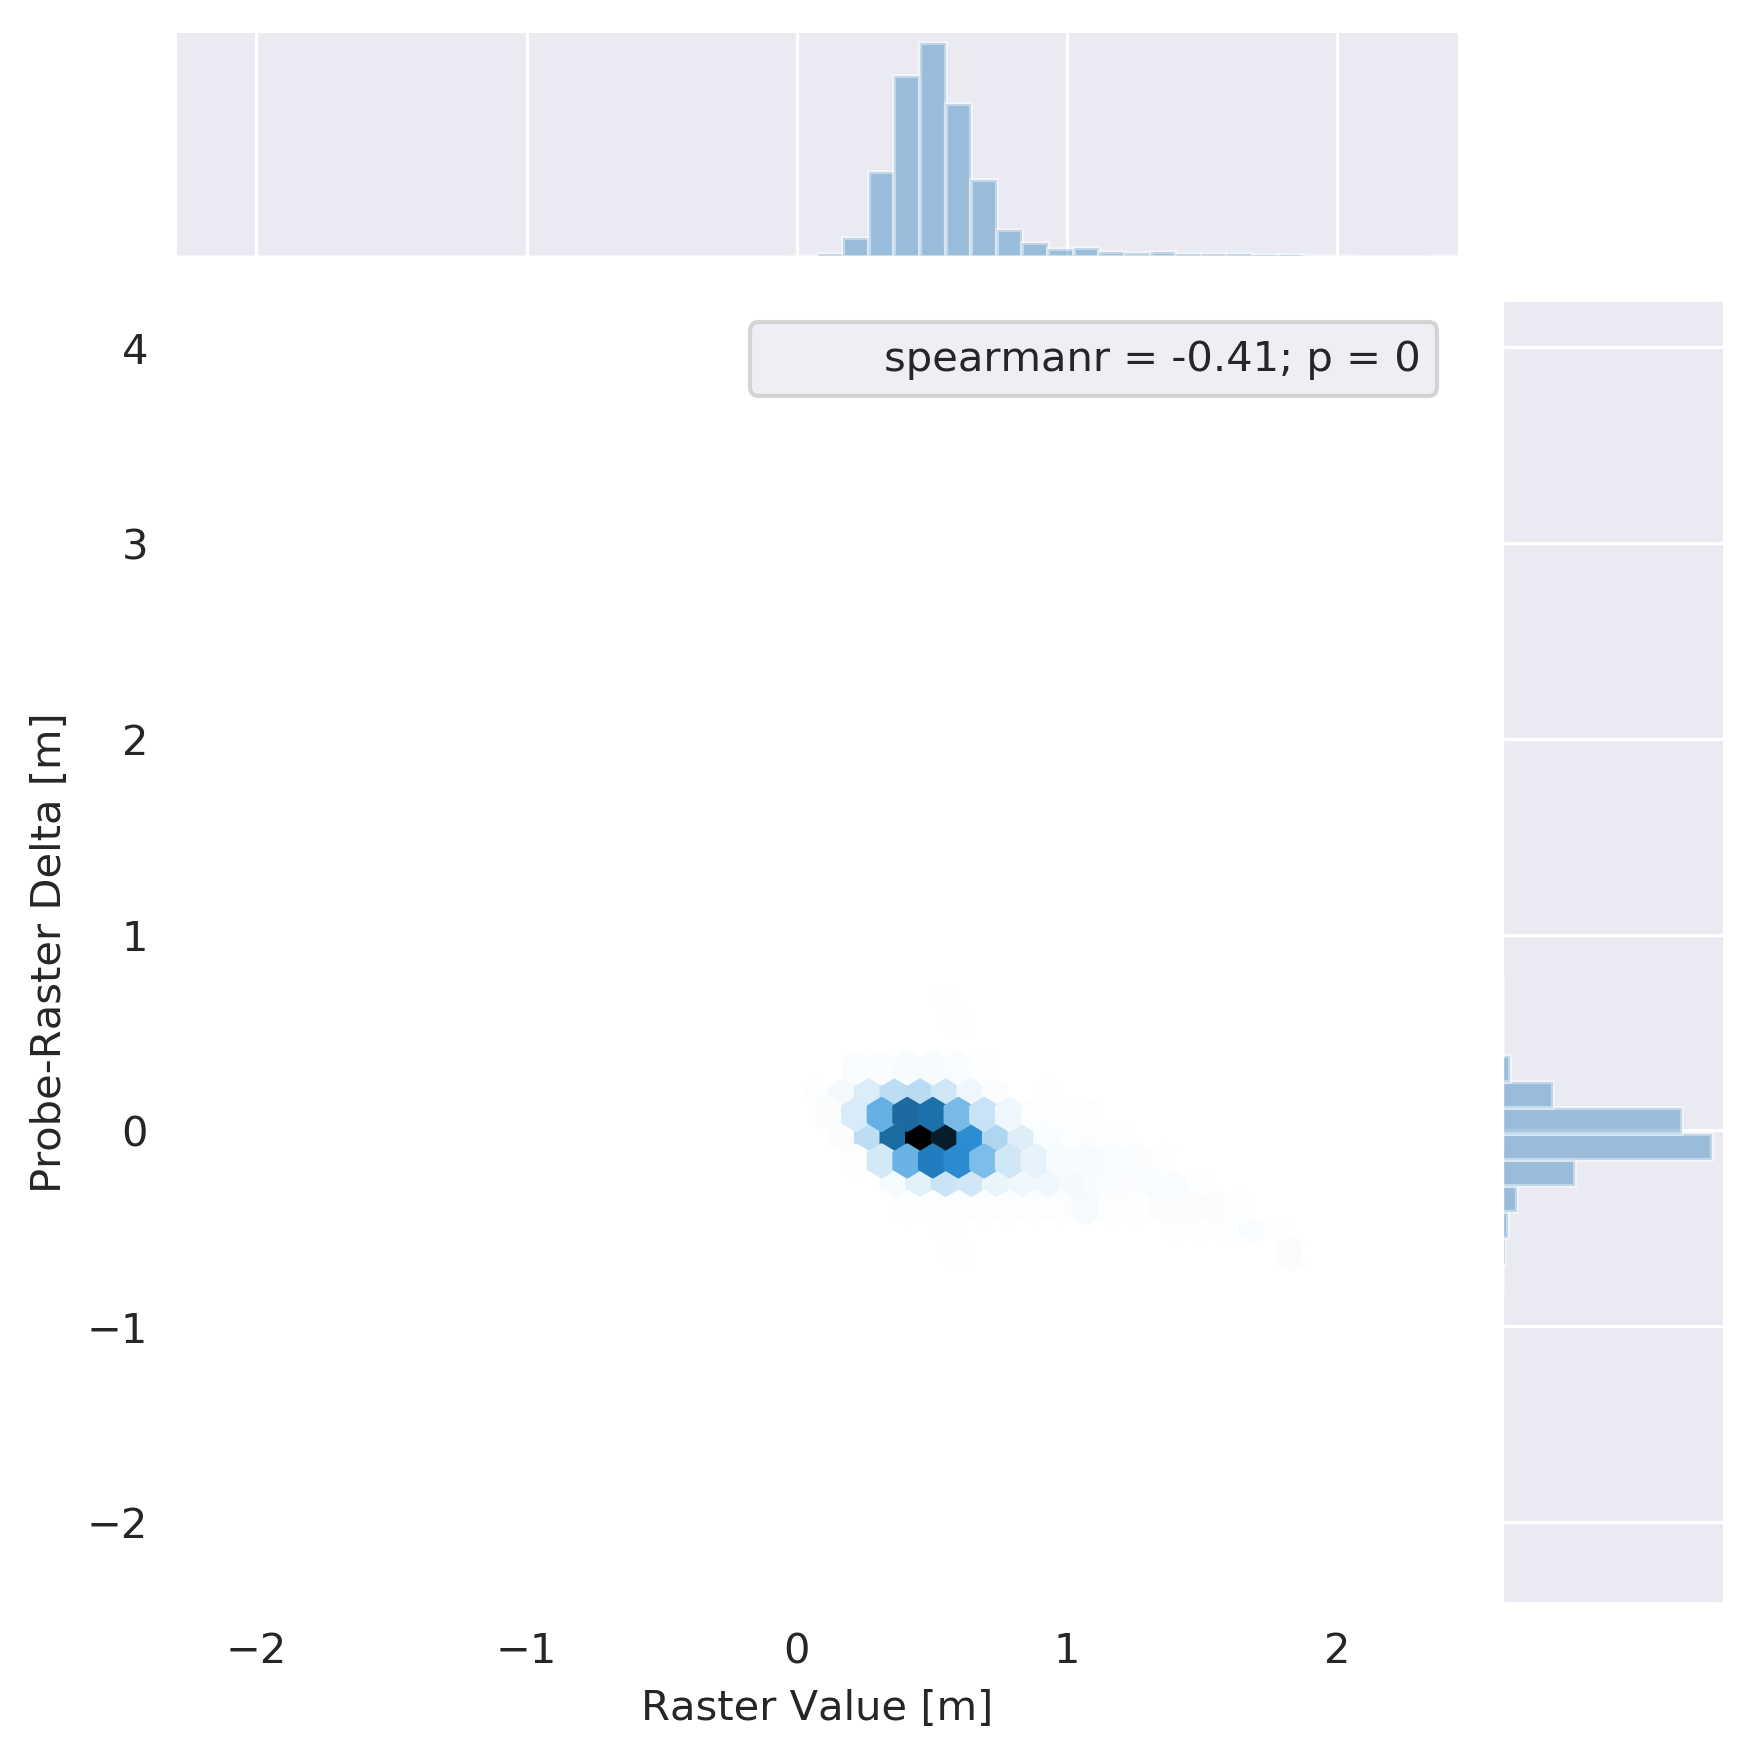 spearmanr = -0.41; p = 0
4
3
2
1
0
−1
−2
Probe-Raster Delta [m]
−2 −1 0 1 2
Raster Value [m]